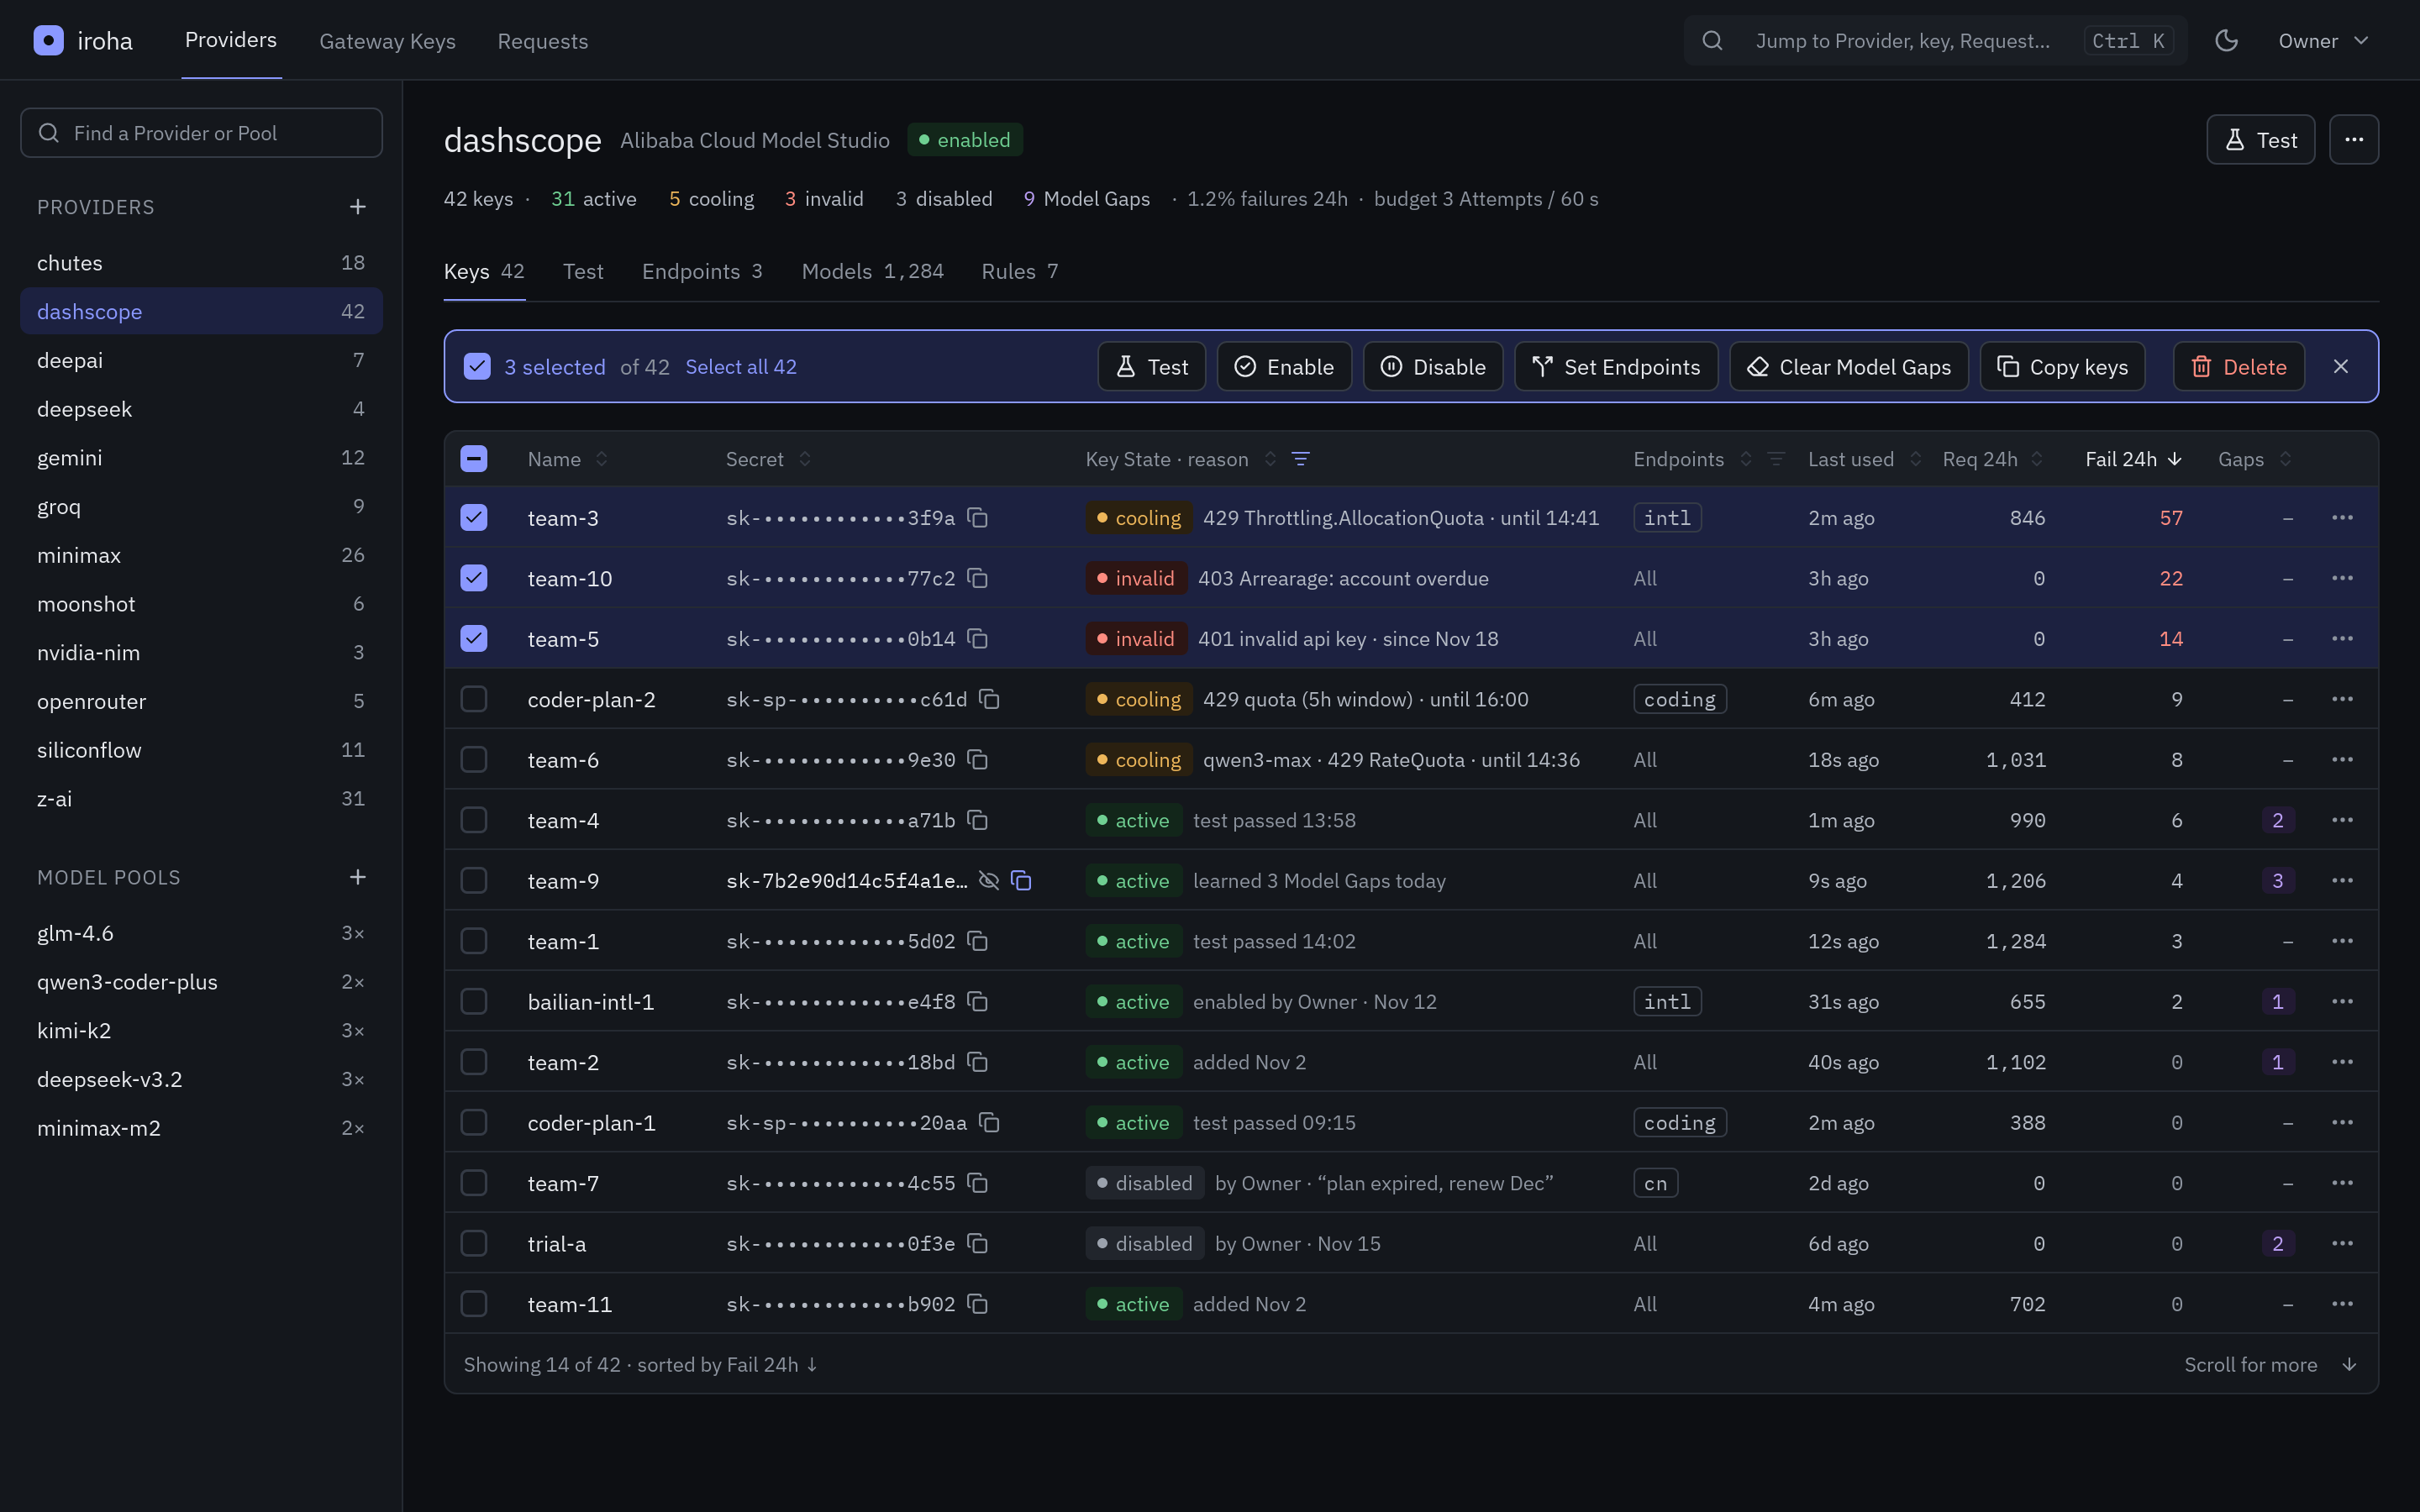 iroha Providers Gateway Keys Requests Jump to Provider, key, Request... Ctrl K Owner
Find a Provider or Pool
PROVIDERS
chutes 18
dashscope 42
deepai 7
deepseek 4
gemini 12
groq 9
minimax 26
moonshot 6
nvidia-nim 3
openrouter 5
siliconflow 11
z-ai 31
MODEL POOLS
glm-4.6 3×
qwen3-coder-plus 2×
kimi-k2 3×
deepseek-v3.2 3×
minimax-m2 2×
dashscope Alibaba Cloud Model Studio enabled Test
42 keys · 31 active 5 cooling 3 invalid 3 disabled 9 Model Gaps · 1.2% failures 24h · budget 3 Attempts / 60 s
Keys 42 Test Endpoints 3 Models 1,284 Rules 7
3 selected of 42 Select all 42 Test Enable Disable Set Endpoints Clear Model Gaps Copy keys Delete
Name Secret Key State · reason Endpoints Last used Req 24h Fail 24h ↓ Gaps
team-3 sk-••••••••••••3f9a cooling 429 Throttling.AllocationQuota · until 14:41 intl 2m ago 846 57 –
team-10 sk-••••••••••••77c2 invalid 403 Arrearage: account overdue All 3h ago 0 22 –
team-5 sk-••••••••••••0b14 invalid 401 invalid api key · since Nov 18 All 3h ago 0 14 –
coder-plan-2 sk-sp-••••••••••c61d cooling 429 quota (5h window) · until 16:00 coding 6m ago 412 9 –
team-6 sk-••••••••••••9e30 cooling qwen3-max · 429 RateQuota · until 14:36 All 18s ago 1,031 8 –
team-4 sk-••••••••••••a71b active test passed 13:58 All 1m ago 990 6 2
team-9 sk-7b2e90d14c5f4a1e… active learned 3 Model Gaps today All 9s ago 1,206 4 3
team-1 sk-••••••••••••5d02 active test passed 14:02 All 12s ago 1,284 3 –
bailian-intl-1 sk-••••••••••••e4f8 active enabled by Owner · Nov 12 intl 31s ago 655 2 1
team-2 sk-••••••••••••18bd active added Nov 2 All 40s ago 1,102 0 1
coder-plan-1 sk-sp-••••••••••20aa active test passed 09:15 coding 2m ago 388 0 –
team-7 sk-••••••••••••4c55 disabled by Owner · “plan expired, renew Dec” cn 2d ago 0 0 –
trial-a sk-••••••••••••0f3e disabled by Owner · Nov 15 All 6d ago 0 0 2
team-11 sk-••••••••••••b902 active added Nov 2 All 4m ago 702 0 –
Showing 14 of 42 · sorted by Fail 24h ↓ Scroll for more ↓